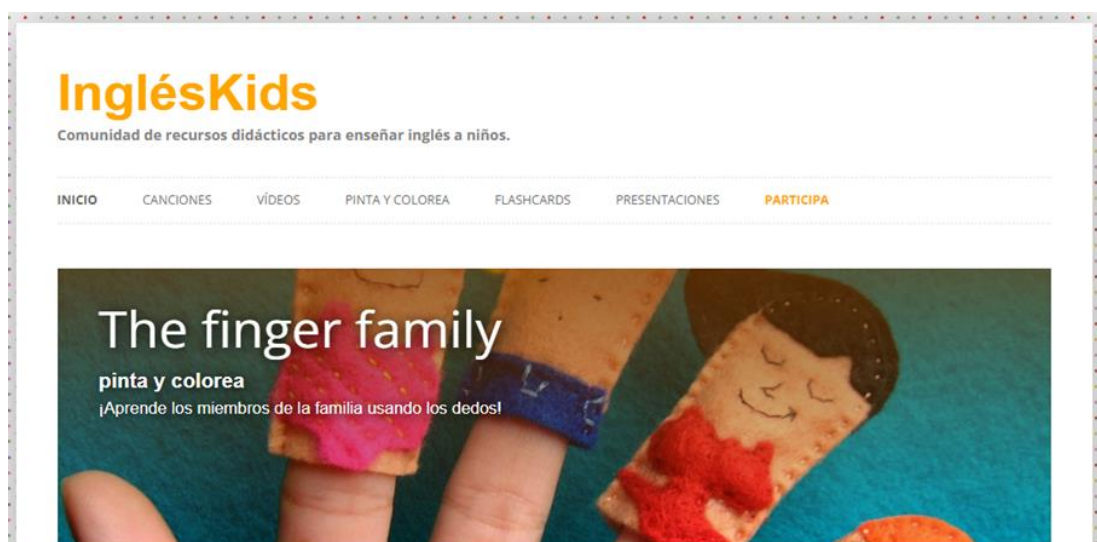 InglésKids
Comunidad de recursos didácticos para enseñar inglés a niños.
INICIO CANCIONES VÍDEOS PINTA Y COLOREA FLASHCARDS PRESENTACIONES PARTICIPA
The finger family
pinta y colorea
¡Aprende los miembros de la familia usando los dedos!